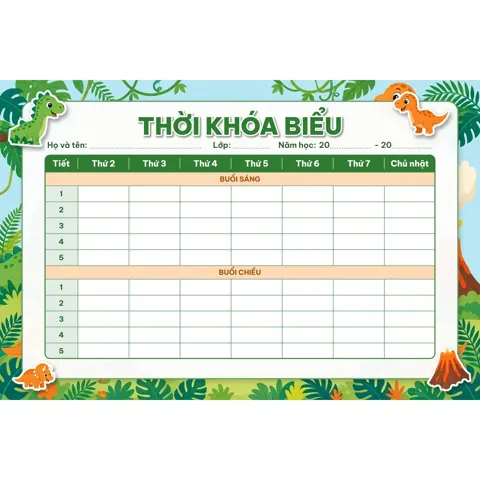 THỜI KHÓA BIỂU
Họ và tên: Lớp: Năm học: 20 - 20
Tiết Thứ 2 Thứ 3 Thứ 4 Thứ 5 Thứ 6 Thứ 7 Chủ nhật
BUỔI SÁNG
1
2
3
4
5
BUỔI CHIỀU
1
2
3
4
5